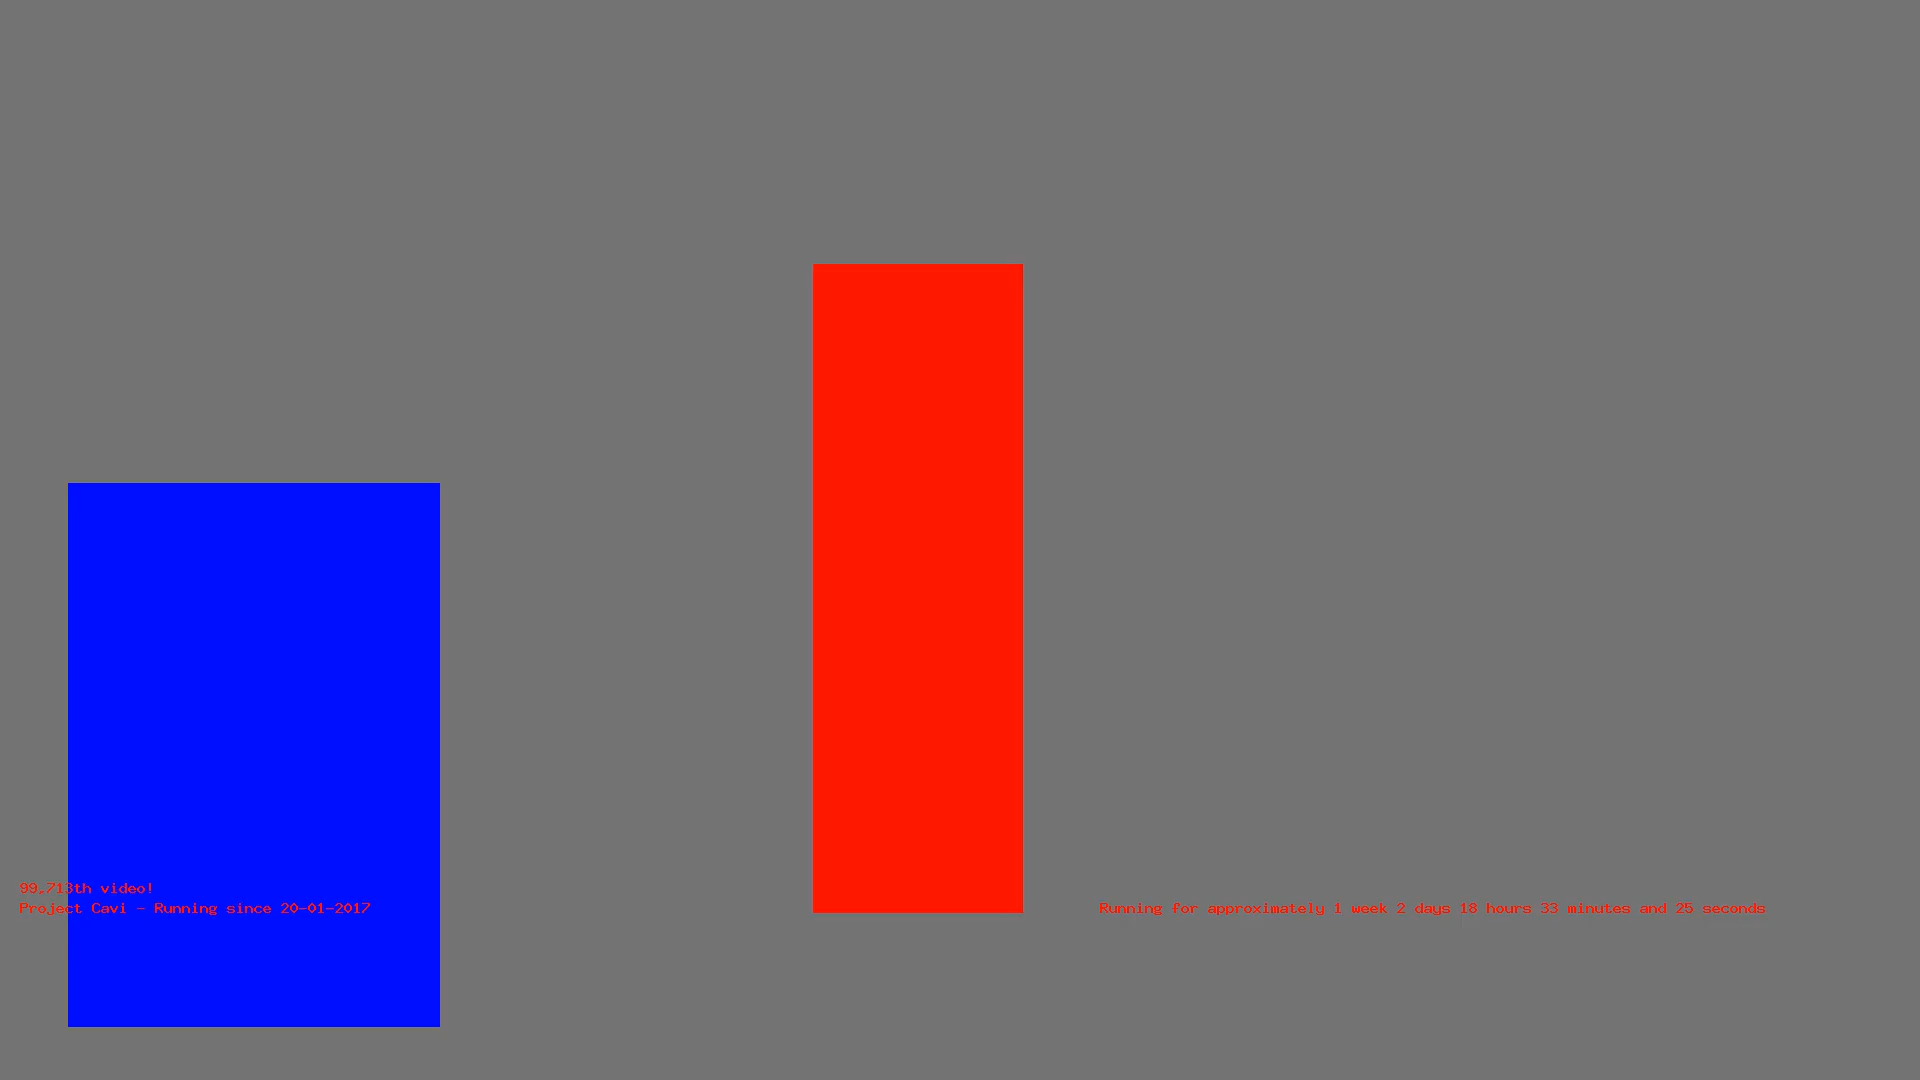 99,713th video!
Project Cavi - Running since 20-01-2017
Running for approximately 1 week 2 days 18 hours 33 minutes and 25 seconds